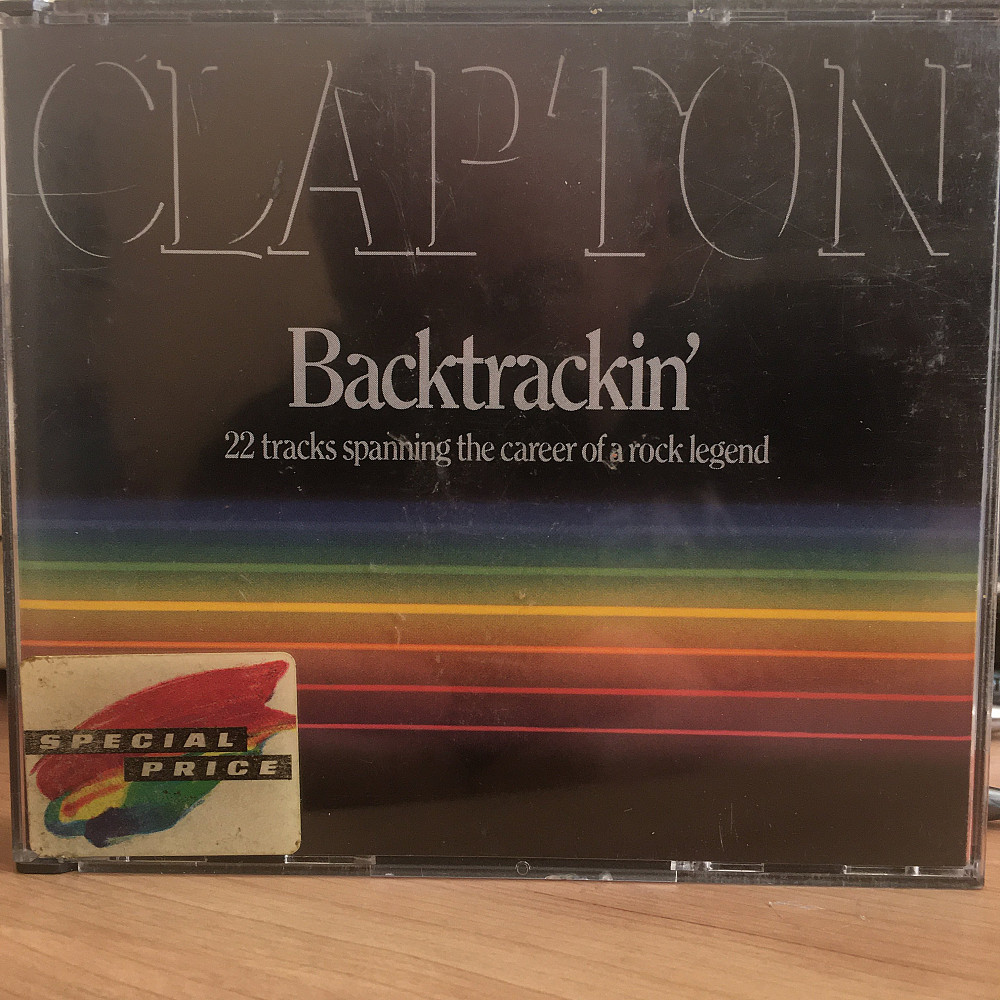 CLAPTON
Backtrackin'
22 tracks spanning the career of a rock legend
SPECIAL
PRICE